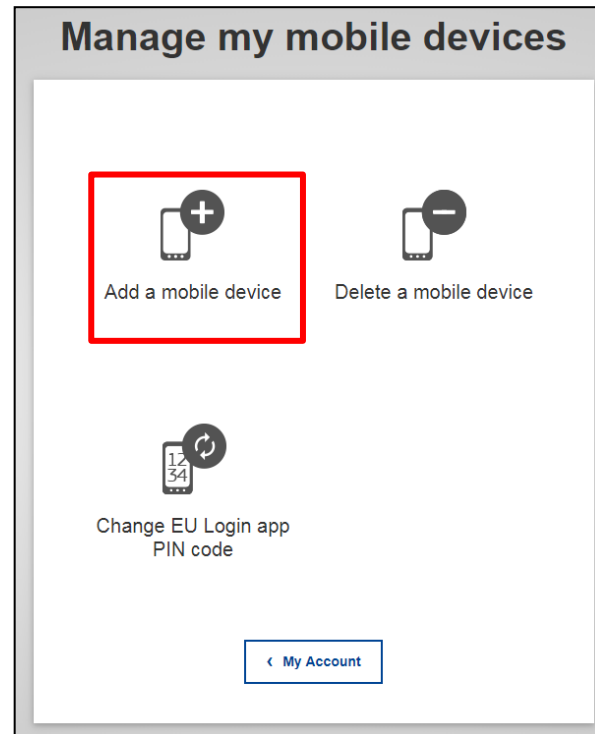 Manage my mobile devices
Add a mobile device
Delete a mobile device
12
34
Change EU Login app
PIN code
‹ My Account